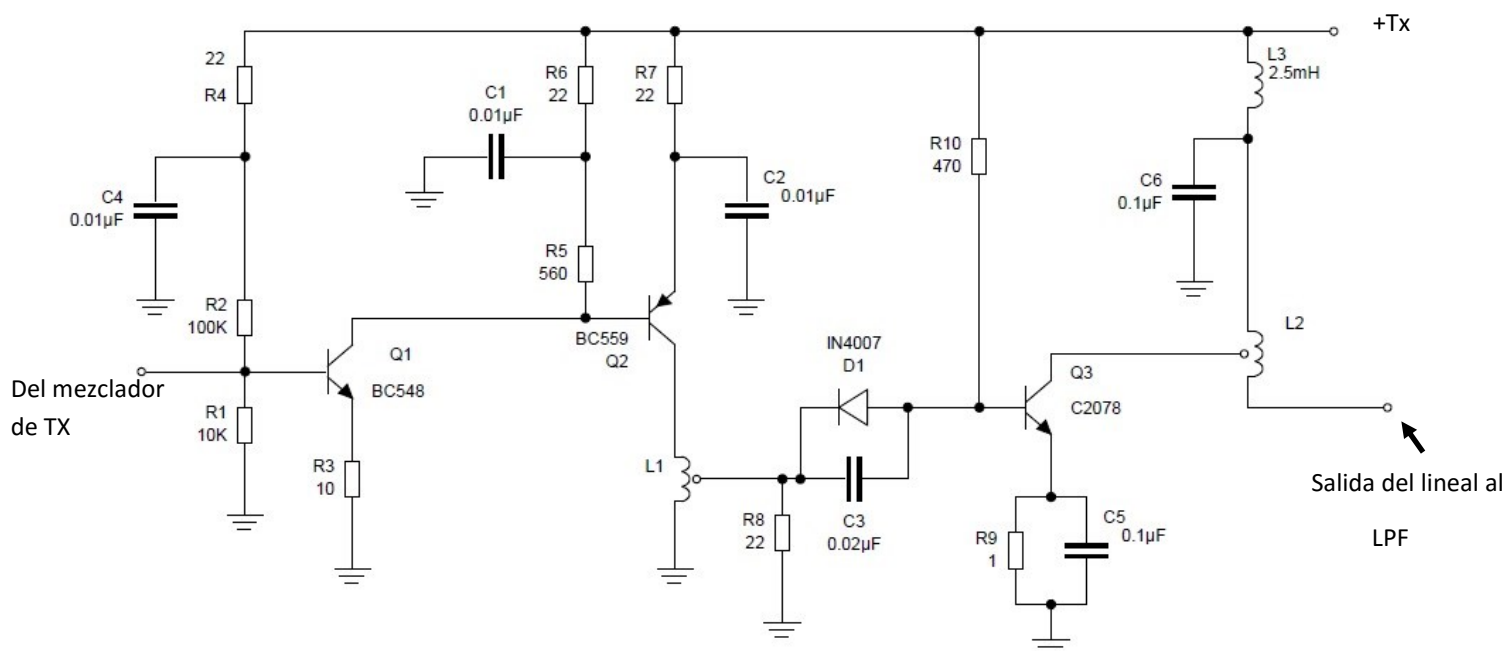 +Tx
22
R4
R6
22
R7
22
L3
2.5mH
C1
0.01µF
R10
470
C4
0.01µF
C2
0.01µF
C6
0.1µF
R5
560
R2
100K
BC559
Q2
L2
IN4007
D1
Q1
BC548
Q3
C2078
Del mezclador
de TX
R1
10K
R3
10
L1
Salida del lineal al
LPF
R8
22
C3
0.02µF
R9
1
C5
0.1µF